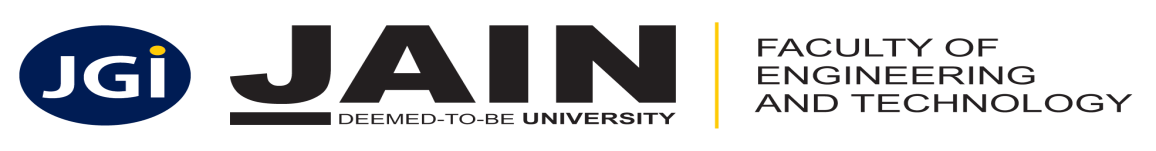 JGi
JAIN
DEEMED-TO-BE UNIVERSITY
FACULTY OF
ENGINEERING
AND TECHNOLOGY